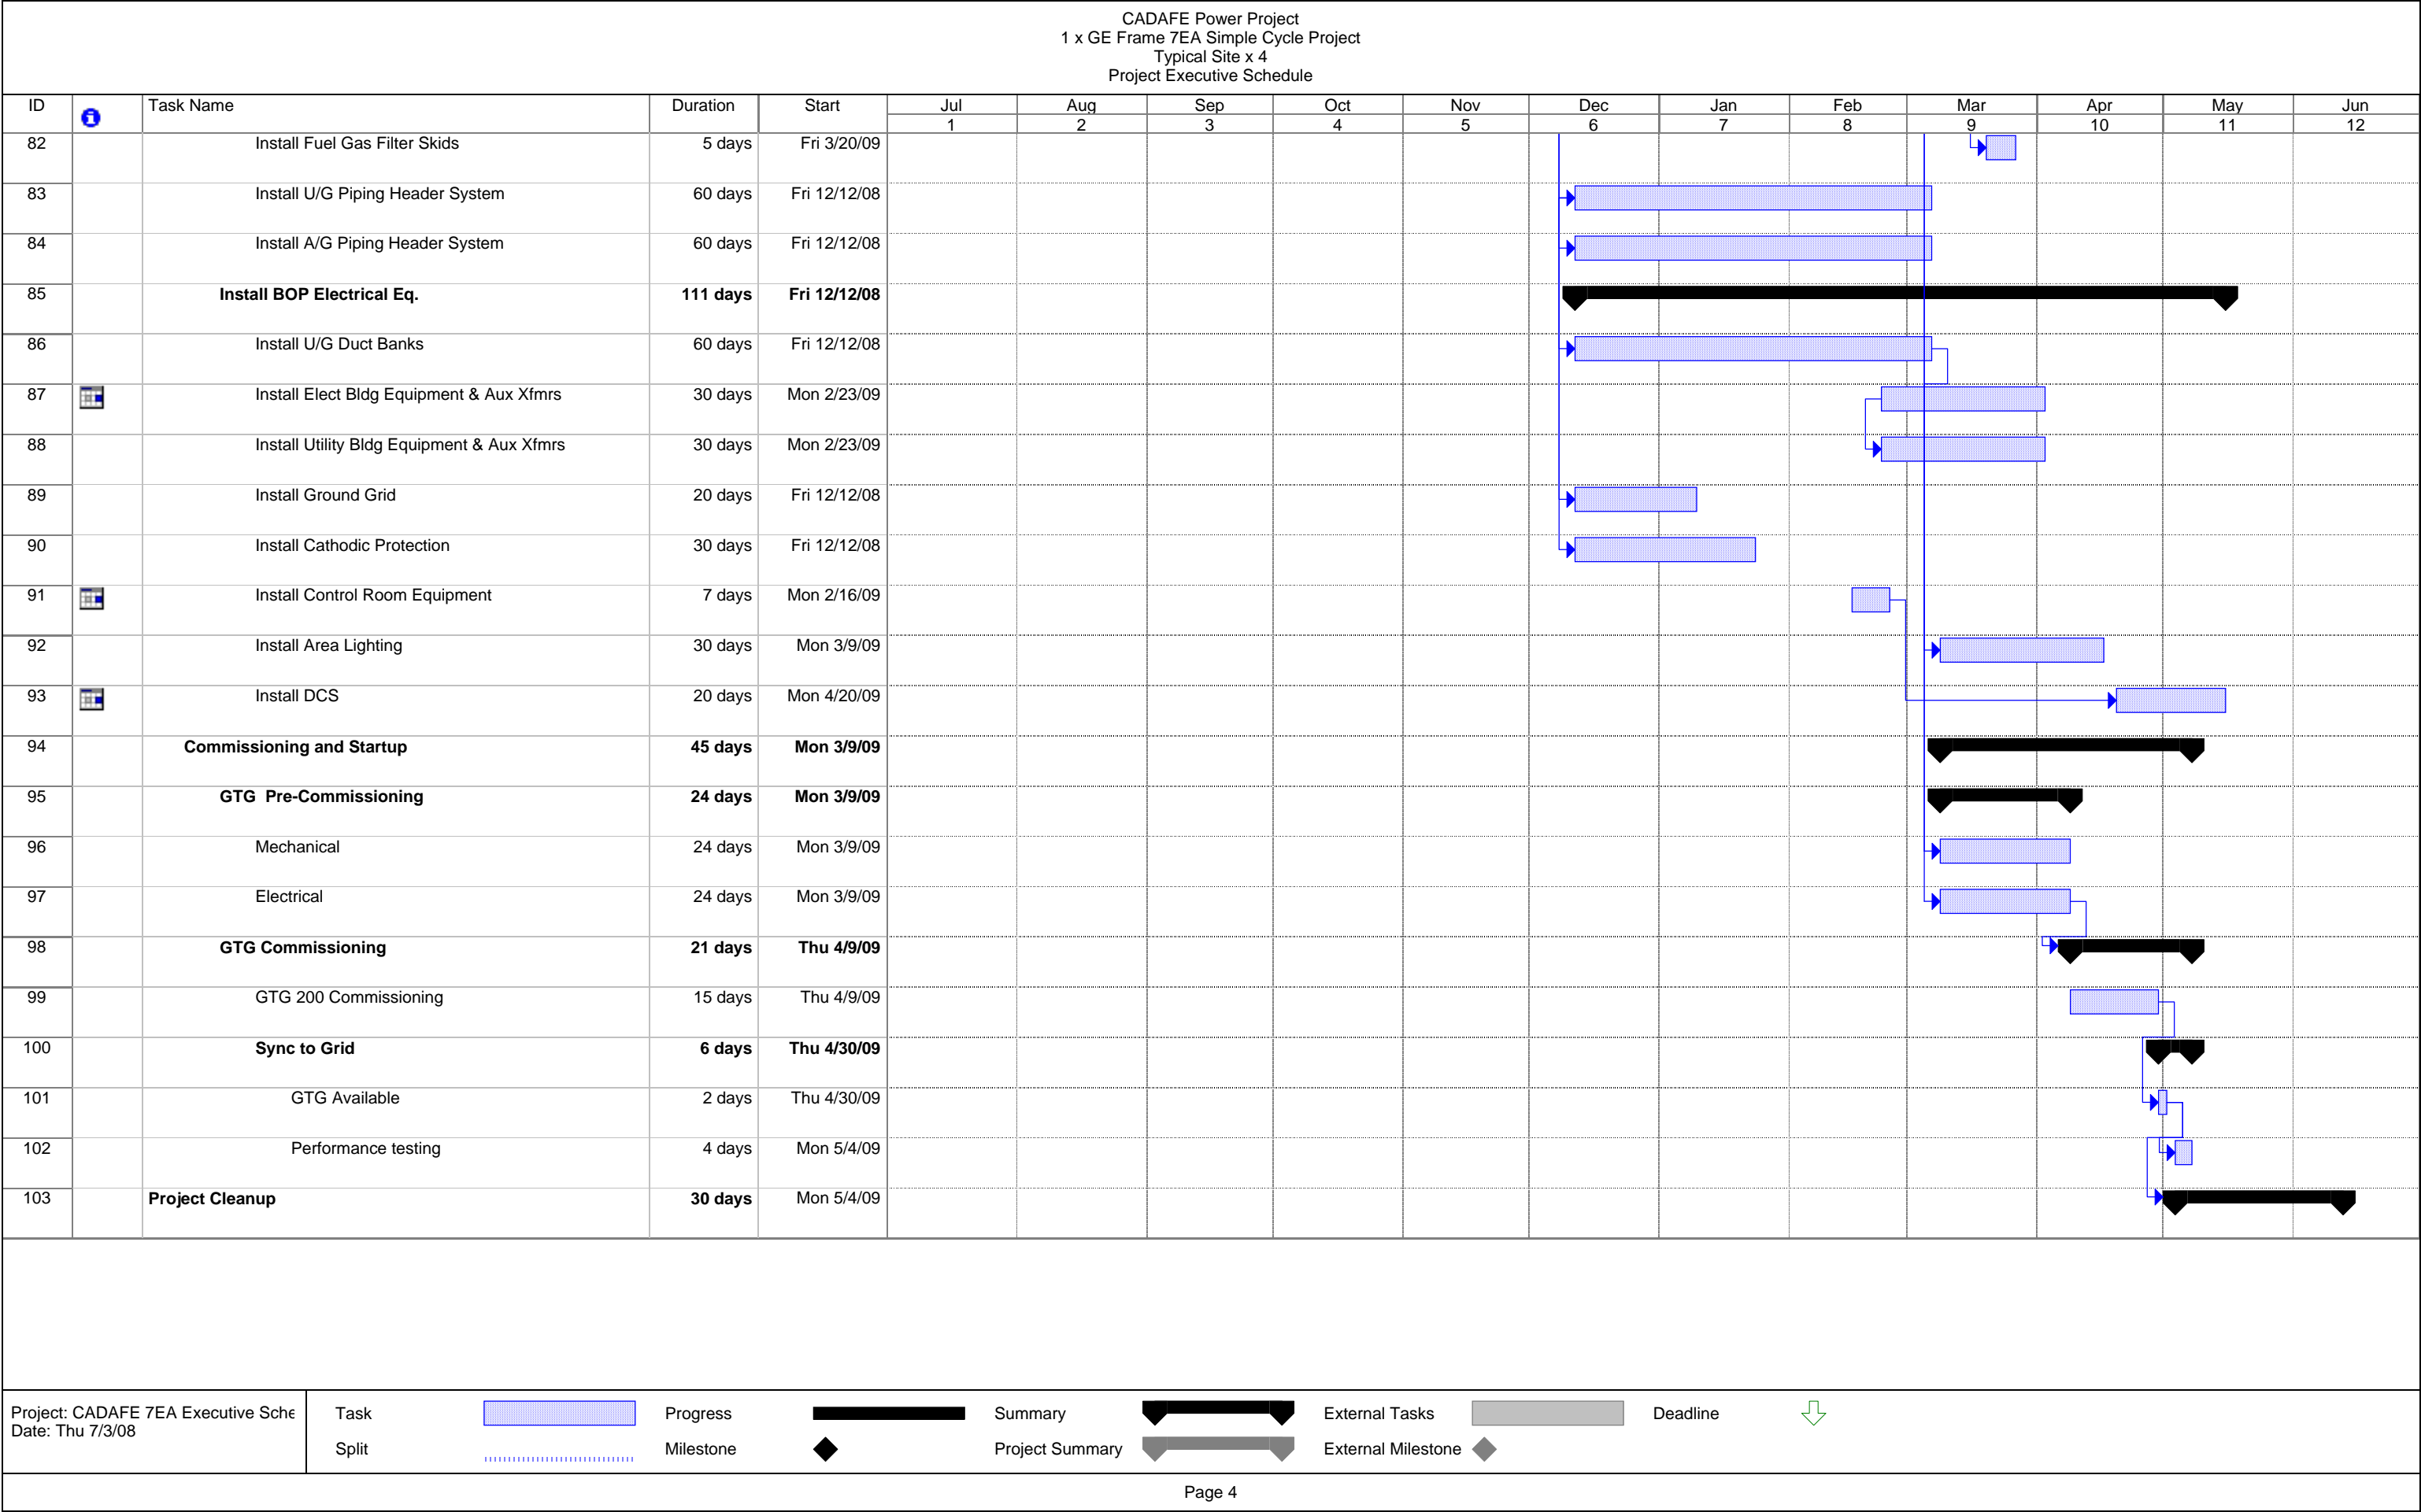 CADAFE Power Project
1 x GE Frame 7EA Simple Cycle Project
Typical Site x 4
Project Executive Schedule
ID Task Name Duration Start Jul Aug Sep Oct Nov Dec Jan Feb Mar Apr May Jun
1 2 3 4 5 6 7 8 9 10 11 12
82 Install Fuel Gas Filter Skids 5 days Fri 3/20/09
83 Install U/G Piping Header System 60 days Fri 12/12/08
84 Install A/G Piping Header System 60 days Fri 12/12/08
85 Install BOP Electrical Eq. 111 days Fri 12/12/08
86 Install U/G Duct Banks 60 days Fri 12/12/08
87 Install Elect Bldg Equipment & Aux Xfmrs 30 days Mon 2/23/09
88 Install Utility Bldg Equipment & Aux Xfmrs 30 days Mon 2/23/09
89 Install Ground Grid 20 days Fri 12/12/08
90 Install Cathodic Protection 30 days Fri 12/12/08
91 Install Control Room Equipment 7 days Mon 2/16/09
92 Install Area Lighting 30 days Mon 3/9/09
93 Install DCS 20 days Mon 4/20/09
94 Commissioning and Startup 45 days Mon 3/9/09
95 GTG Pre-Commissioning 24 days Mon 3/9/09
96 Mechanical 24 days Mon 3/9/09
97 Electrical 24 days Mon 3/9/09
98 GTG Commissioning 21 days Thu 4/9/09
99 GTG 200 Commissioning 15 days Thu 4/9/09
100 Sync to Grid 6 days Thu 4/30/09
101 GTG Available 2 days Thu 4/30/09
102 Performance testing 4 days Mon 5/4/09
103 Project Cleanup 30 days Mon 5/4/09
Project: CADAFE 7EA Executive Sche
Date: Thu 7/3/08
Task Progress Summary External Tasks Deadline
Split Milestone Project Summary External Milestone
Page 4